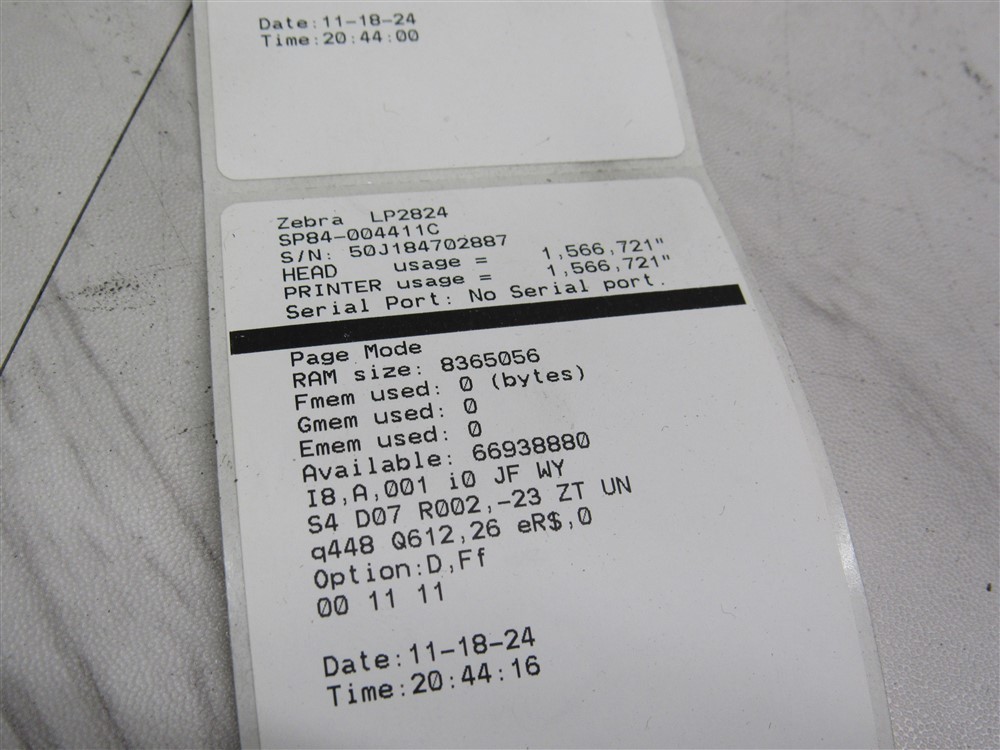 Date:11-18-24
Time:20:44:00
Zebra LP2824
SP84-004411C
S/N: 50J184702887
HEAD usage = 1,566,721"
PRINTER usage = 1,566,721"
Serial Port: No Serial port.
Page Mode
RAM size: 8365056
Fmem used: 0 (bytes)
Gmem used: 0
Emem used: 0
Available: 66938880
I8,A,001 i0 JF WY
S4 D07 R002,-23 ZT UN
q448 Q612,26 eR$,0
Option:D,Ff
00 11 11
Date:11-18-24
Time:20:44:16